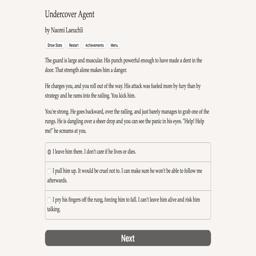 Undercover Agent
by Naomi Laeuchli
Show Stats Restart Achievements Menu
The guard is large and muscular. His punch powerful enough to have made a dent in the
door. That strength alone makes him a danger.
He charges you, and you roll out of the way. His attack was fueled more by fury than by
strategy and he rams into the railing. You kick him.
You're strong. He goes backward, over the railing, and just barely manages to grab one of the
rungs. He is dangling over a sheer drop and you can see the panic in his eyes. "Help! Help
me!" he screams at you.
I leave him there. I don't care if he lives or dies.
I pull him up. It would be cruel not to. I can make sure he won't be able to follow me
afterwards.
I pry his fingers off the rung, forcing him to fall. I can't leave him alive and risk him
talking.
Next